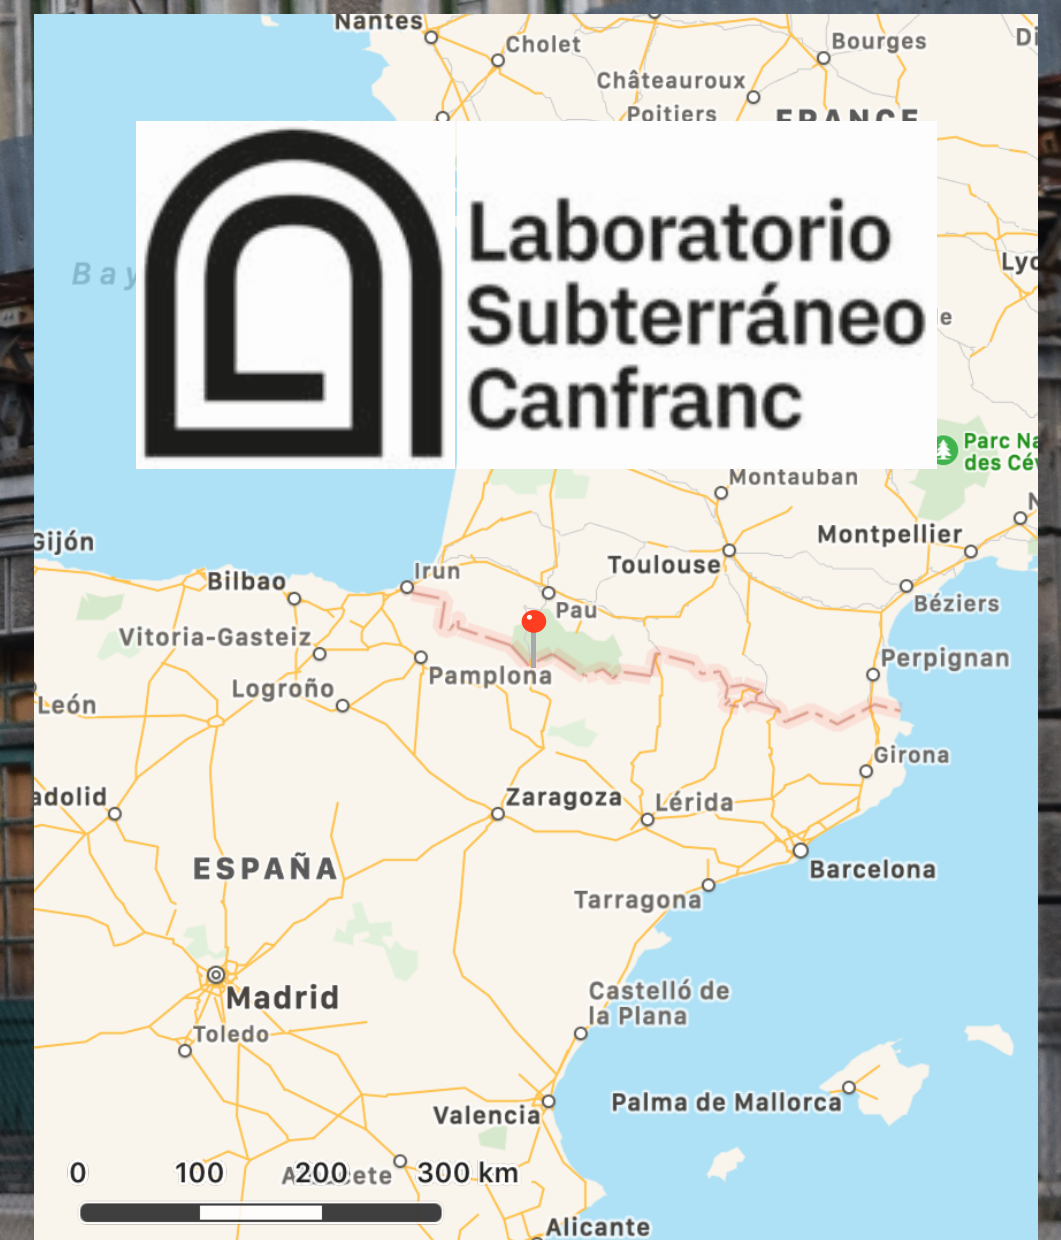 Nantes
Cholet
Bourges
Châteauroux
Poitiers
FRANCE
Laboratorio
Subterráneo
Canfranc
Parc
Montauban
Montpellier
Gijón
Toulouse
Irun
Bilbao
Béziers
Pau
Vitoria-Gasteiz
Perpignan
Pamplona
Logroño
León
Girona
Zaragoza
Lérida
ESPAÑA
Barcelona
Tarragona
Madrid
Castelló de
la Plana
Toledo
Palma de Mallorca
Valencia
0 100 200 300 km
Alicante